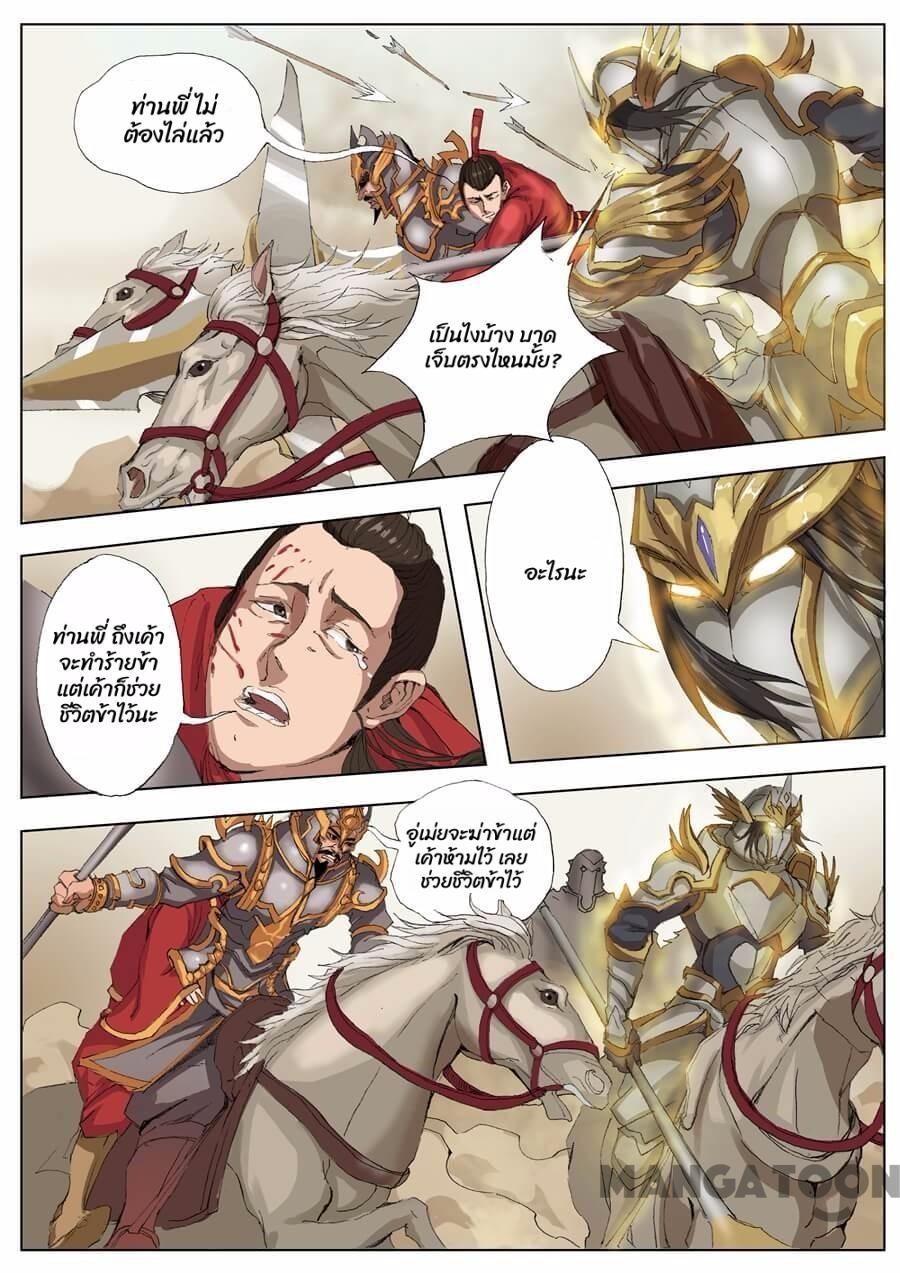 ท่านพี่ ไม่
ต้องไล่แล้ว
เป็นไงบ้าง บาด
เจ็บตรงไหนมั้ย?
อะไรนะ
ท่านพี่ ถึงเค้า
จะทำร้ายข้า
แต่เค้าก็ช่วย
ชีวิตข้าไว้นะ
อู่เม่ยจะฆ่าข้าแต่
เค้าห้ามไว้ เลย
ช่วยชีวิตข้าไว้
MANGATOON